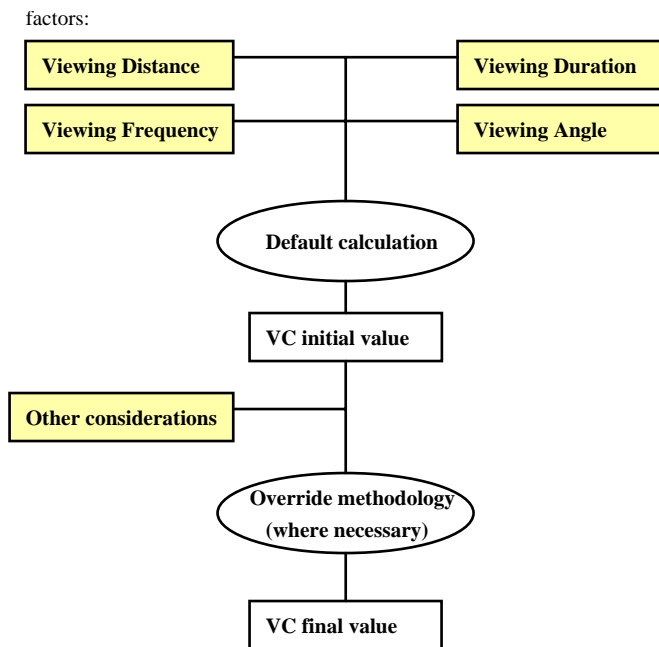 factors:
Viewing Distance
Viewing Duration
Viewing Frequency
Viewing Angle
Default calculation
VC initial value
Other considerations
Override methodology
(where necessary)
VC final value